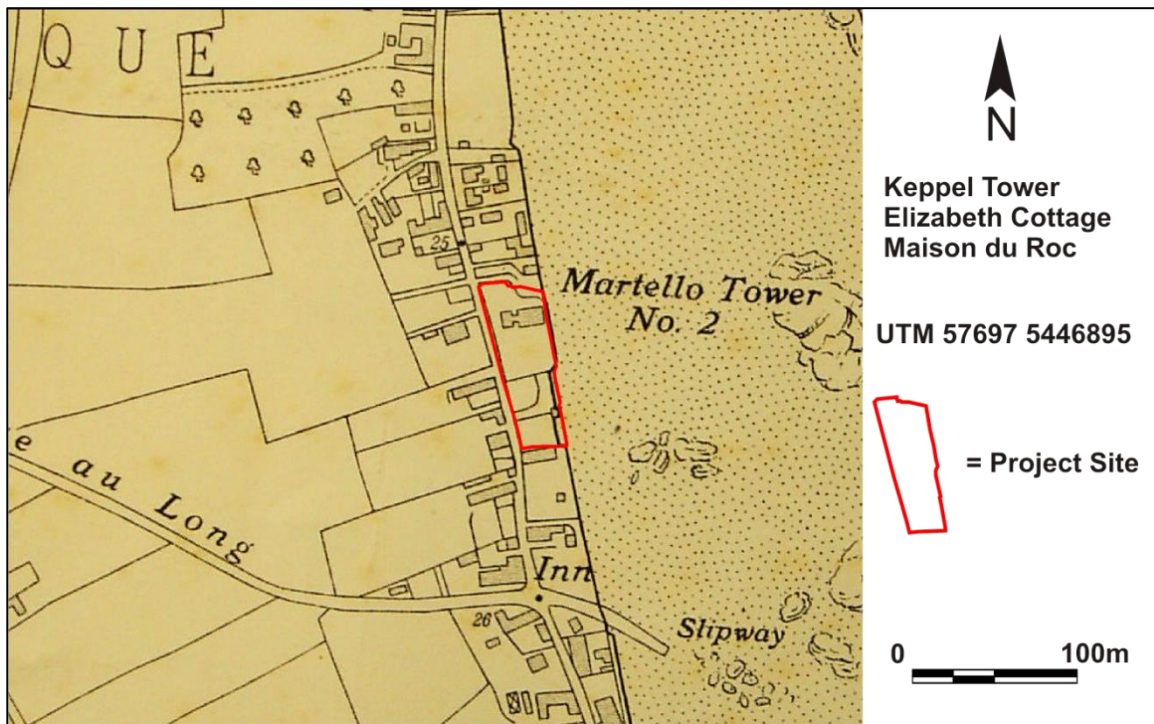 QUE
25
Martello Tower
No. 2
e au Long
Inn
26
Slipway
N
Keppel Tower
Elizabeth Cottage
Maison du Roc
UTM 57697 5446895
= Project Site
0 100m